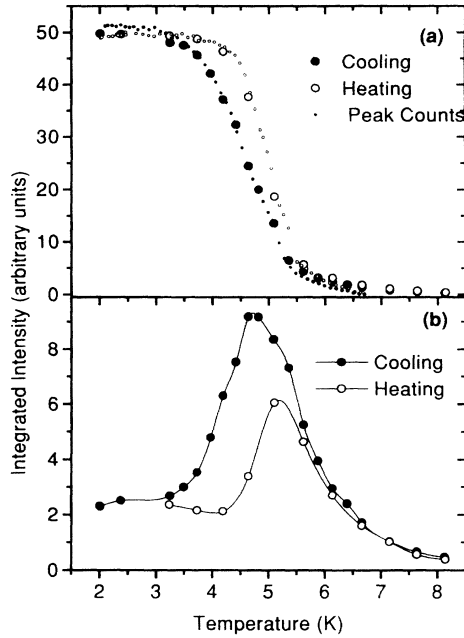 50
40
30
20
10
0
(a)
Cooling
Heating
Peak Counts
Integrated Intensity (arbitrary units)
8
6
4
2
0
(b)
Cooling
Heating
2 3 4 5 6 7 8
Temperature (K)